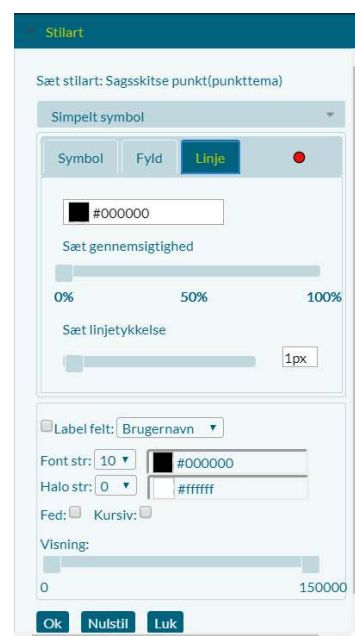 Stilart
Sæt stilart: Sagsskitse punkt(punkttema)
Simpelt symbol
Symbol Fyld Linje
#000000
Sæt gennemsigtighed
0% 50% 100%
Sæt linjetykkelse
1px
Label felt: Brugernavn
Font str: 10 #000000
Halo str: 0 #ffffff
Fed: Kursiv:
Visning:
0 150000
Ok Nulstil Luk